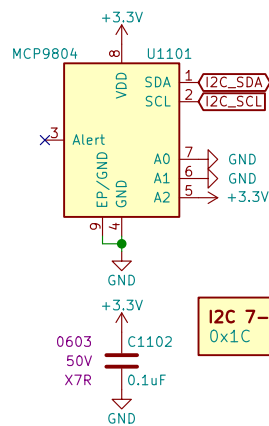 +3.3V
MCP9804
U1101
8
VDD
SDA 1 I2C_SDA
SCL 2 I2C_SCL
3 Alert
A0 7 GND
A1 6 GND
A2 5 +3.3V
EP/GND
GND
9
4
GND
+3.3V
0603
C1102
50V
X7R
0.1uF
GND
I2C 7-
0x1C